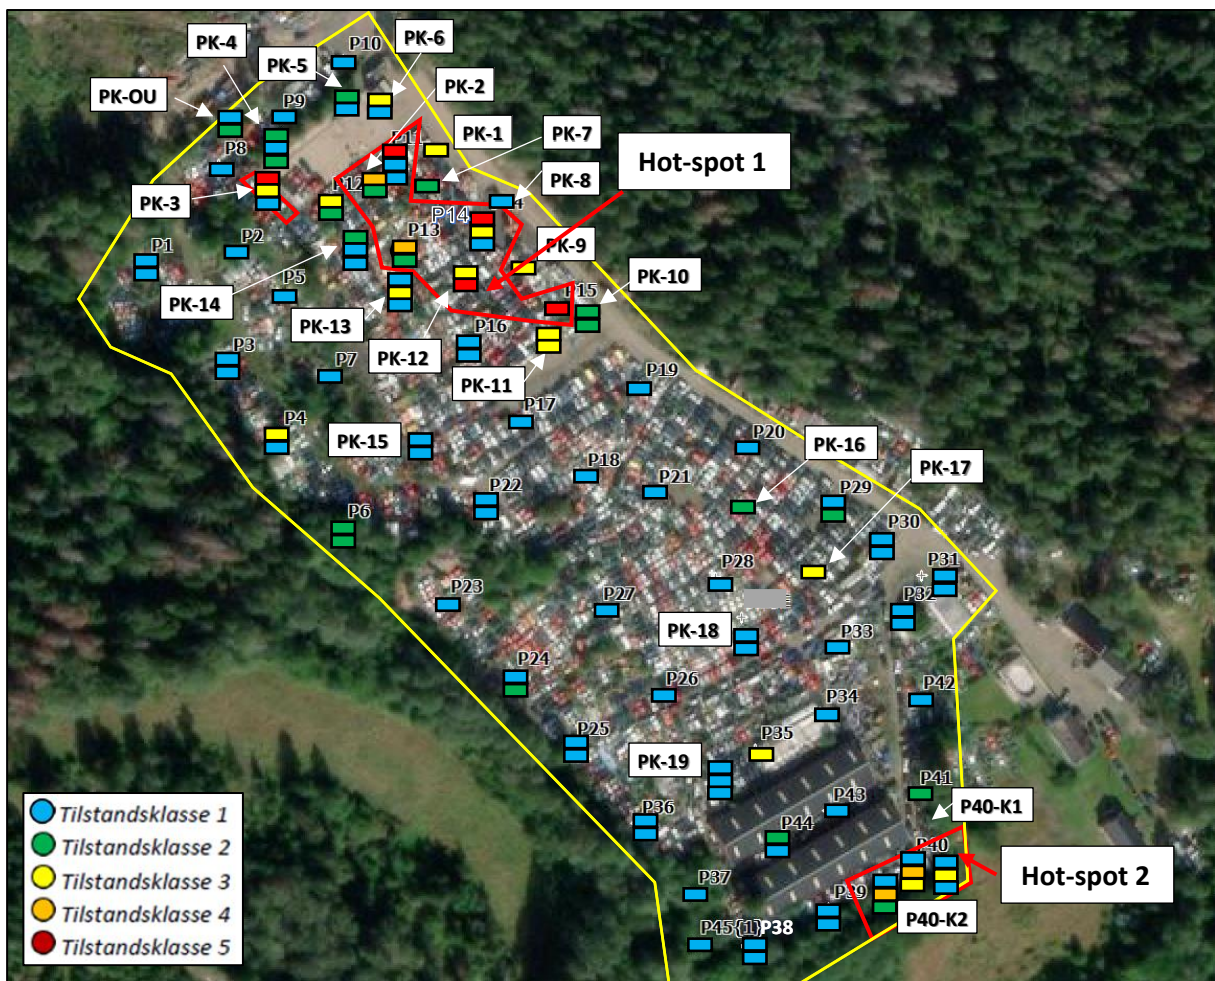 P10
PK-6
PK-4
PK-5
PK-2
PK-OU
P9
PK-1
PK-7
P11
Hot-spot 1
P8
PK-8
PK-3
P12
P14
P13
P2
P1
PK-9
PK-14
P5
PK-10
P15
PK-13
P16
P3
PK-12
P7
PK-11
P19
P17
P4
PK-15
P20
PK-16
PK-17
P18
P21
P22
P29
P6
P30
P28
P31
P23
P27
P32
PK-18
P33
P24
P26
P42
P34
P25
P35
PK-19
P41
P43
P40-K1
P36
P44
P40
Hot-spot 2
P37
P39
P40-K2
P45{1}
P38
Tilstandsklasse 1
Tilstandsklasse 2
Tilstandsklasse 3
Tilstandsklasse 4
Tilstandsklasse 5